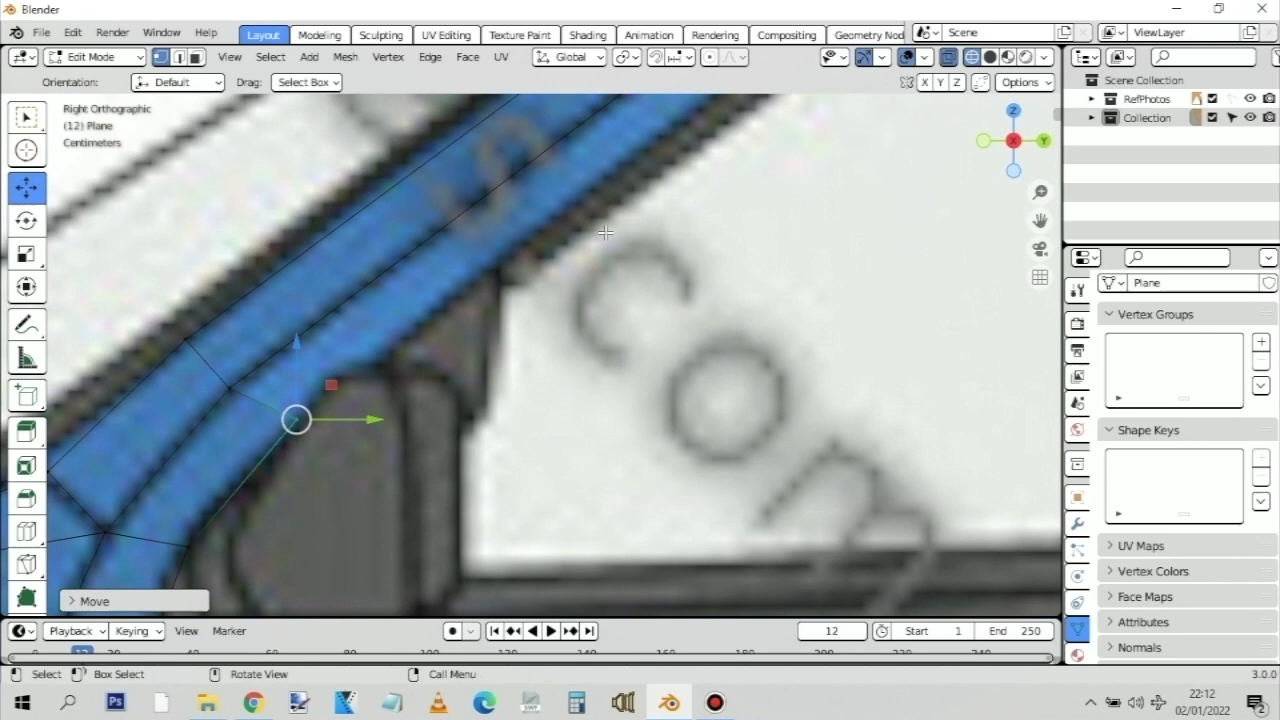 Blender
File Edit Render Window Help
Layout Modeling Sculpting UV Editing Texture Paint Shading Animation Rendering Compositing Geometry Nod
Scene
ViewLayer
Edit Mode View Select Add Mesh Vertex Edge Face UV
Global
Orientation: Default Drag: Select Box
X Y Z Options
Right Orthographic
(12) Plane
Centimeters
Z
X
Y
Scene Collection
RefPhotos
Collection
Plane
Vertex Groups
Shape Keys
UV Maps
Vertex Colors
Face Maps
Attributes
Normals
s
c
o
m
Move
Playback Keying View Marker
12 Start 1 End 250
Select Box Select Rotate View Call Menu
3.0.0
Ps
22:12
02/01/2022
2